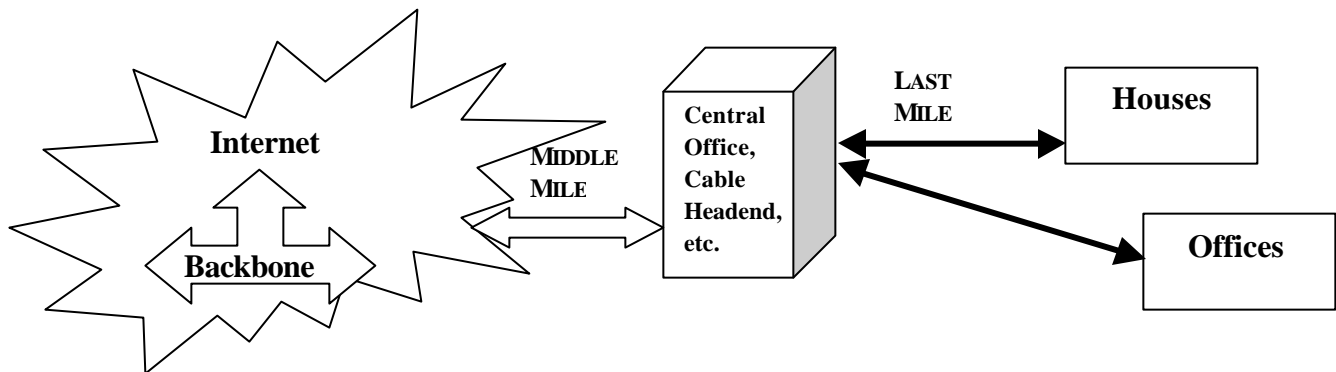 Internet
Backbone
MIDDLE
MILE
Central
Office,
Cable
Headend,
etc.
LAST
MILE
Houses
Offices